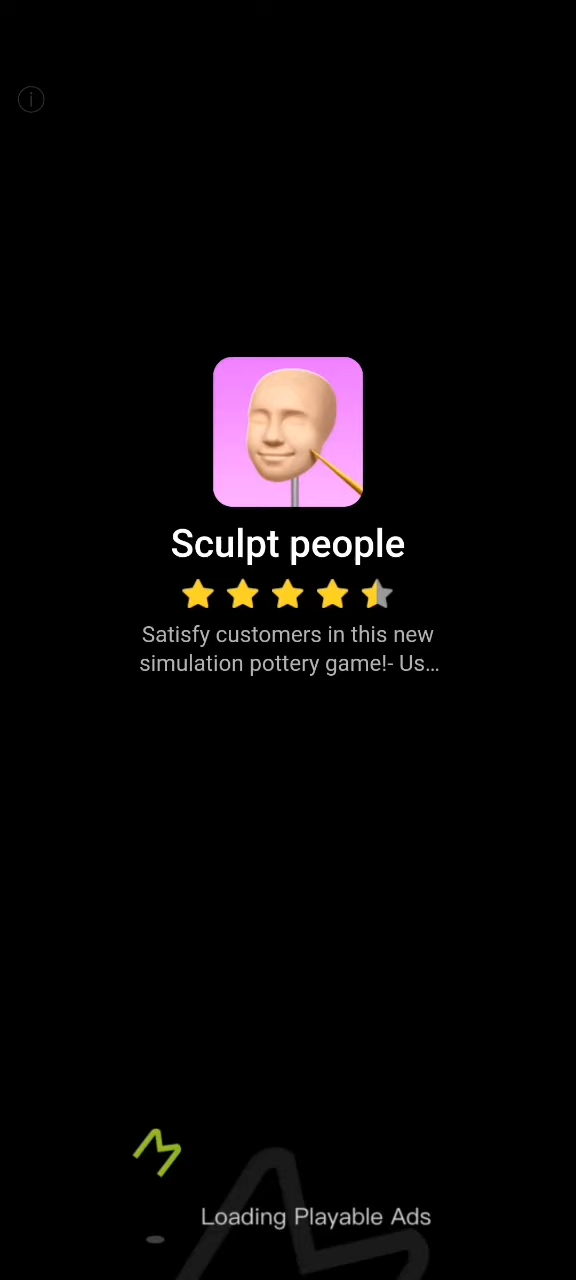 Sculpt people
Satisfy customers in this new
simulation pottery game!- Us…
Loading Playable Ads